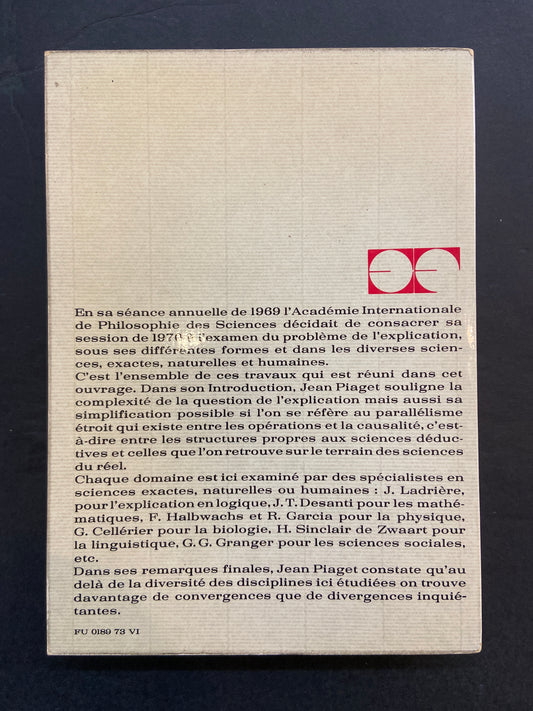 En sa séance annuelle de 1969 l'Académie Internationale
de Philosophie des Sciences décidait de consacrer sa
session de 1970 à l'examen du problème de l'explication,
sous ses différentes formes et dans les diverses scien-
ces, exactes, naturelles et humaines.
C'est l'ensemble de ces travaux qui est réuni dans cet
ouvrage. Dans son Introduction, Jean Piaget souligne la
complexité de la question de l'explication mais aussi sa
simplification possible si l'on se réfère au parallélisme
étroit qui existe entre les opérations et la causalité, c'est-
à-dire entre les structures propres aux sciences déduc-
tives et celles que l'on retrouve sur le terrain des sciences
du réel.
Chaque domaine est ici examiné par des spécialistes en
sciences exactes, naturelles ou humaines : J. Ladrière,
pour l'explication en logique, J. T. Desanti pour les mathé-
matiques, F. Halbwachs et R. Garcia pour la physique,
G. Cellérier pour la biologie, H. Sinclair de Zwaart pour
la linguistique, G. G. Granger pour les sciences sociales,
etc.
Dans ses remarques finales, Jean Piaget constate qu'au
delà de la diversité des disciplines ici étudiées on trouve
davantage de convergences que de divergences inquié-
tantes.
FU 0189 73 VI